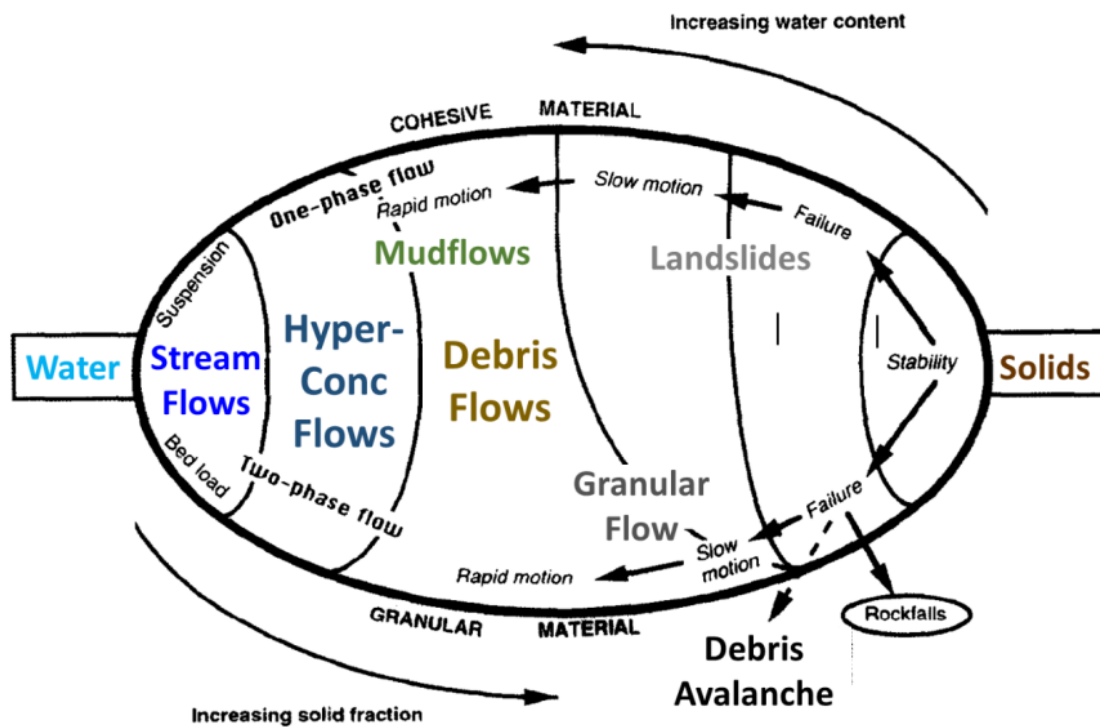 Increasing water content
COHESIVE MATERIAL
One-phase flow
Rapid motion
Slow motion
Failure
Mudflows
Landslides
Suspension
Water
Stream
Flows
Hyper-
Conc
Flows
Debris
Flows
Stability
Solids
Bed load
Two-phase flow
Granular
Flow
Failure
Slow
motion
Rapid motion
Rockfalls
GRANULAR MATERIAL
Debris
Avalanche
Increasing solid fraction